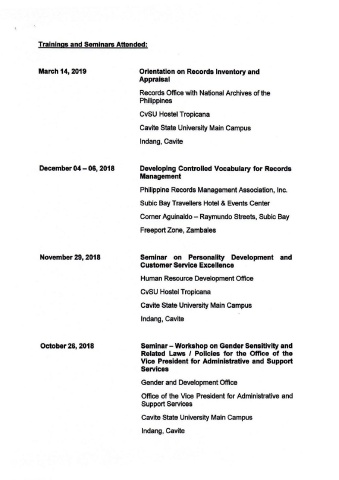 Trainings and Seminars Attended:
March 14, 2019 Orientation on Records Inventory and
Appraisal
Records Office with National Archives of the
Philippines
CvSU Hostel Tropicana
Cavite State University Main Campus
Indang, Cavite
December 04 – 06, 2018 Developing Controlled Vocabulary for Records
Management
Philippine Records Management Association, Inc.
Subic Bay Travellers Hotel & Events Center
Corner Aguinaldo – Raymundo Streets, Subic Bay
Freeport Zone, Zambales
November 29, 2018 Seminar on Personality Development and
Customer Service Excellence
Human Resource Development Office
CvSU Hostel Tropicana
Cavite State University Main Campus
Indang, Cavite
October 26, 2018 Seminar – Workshop on Gender Sensitivity and
Related Laws / Policies for the Office of the
Vice President for Administrative and Support
Services
Gender and Development Office
Office of the Vice President for Administrative and
Support Services
Cavite State University Main Campus
Indang, Cavite